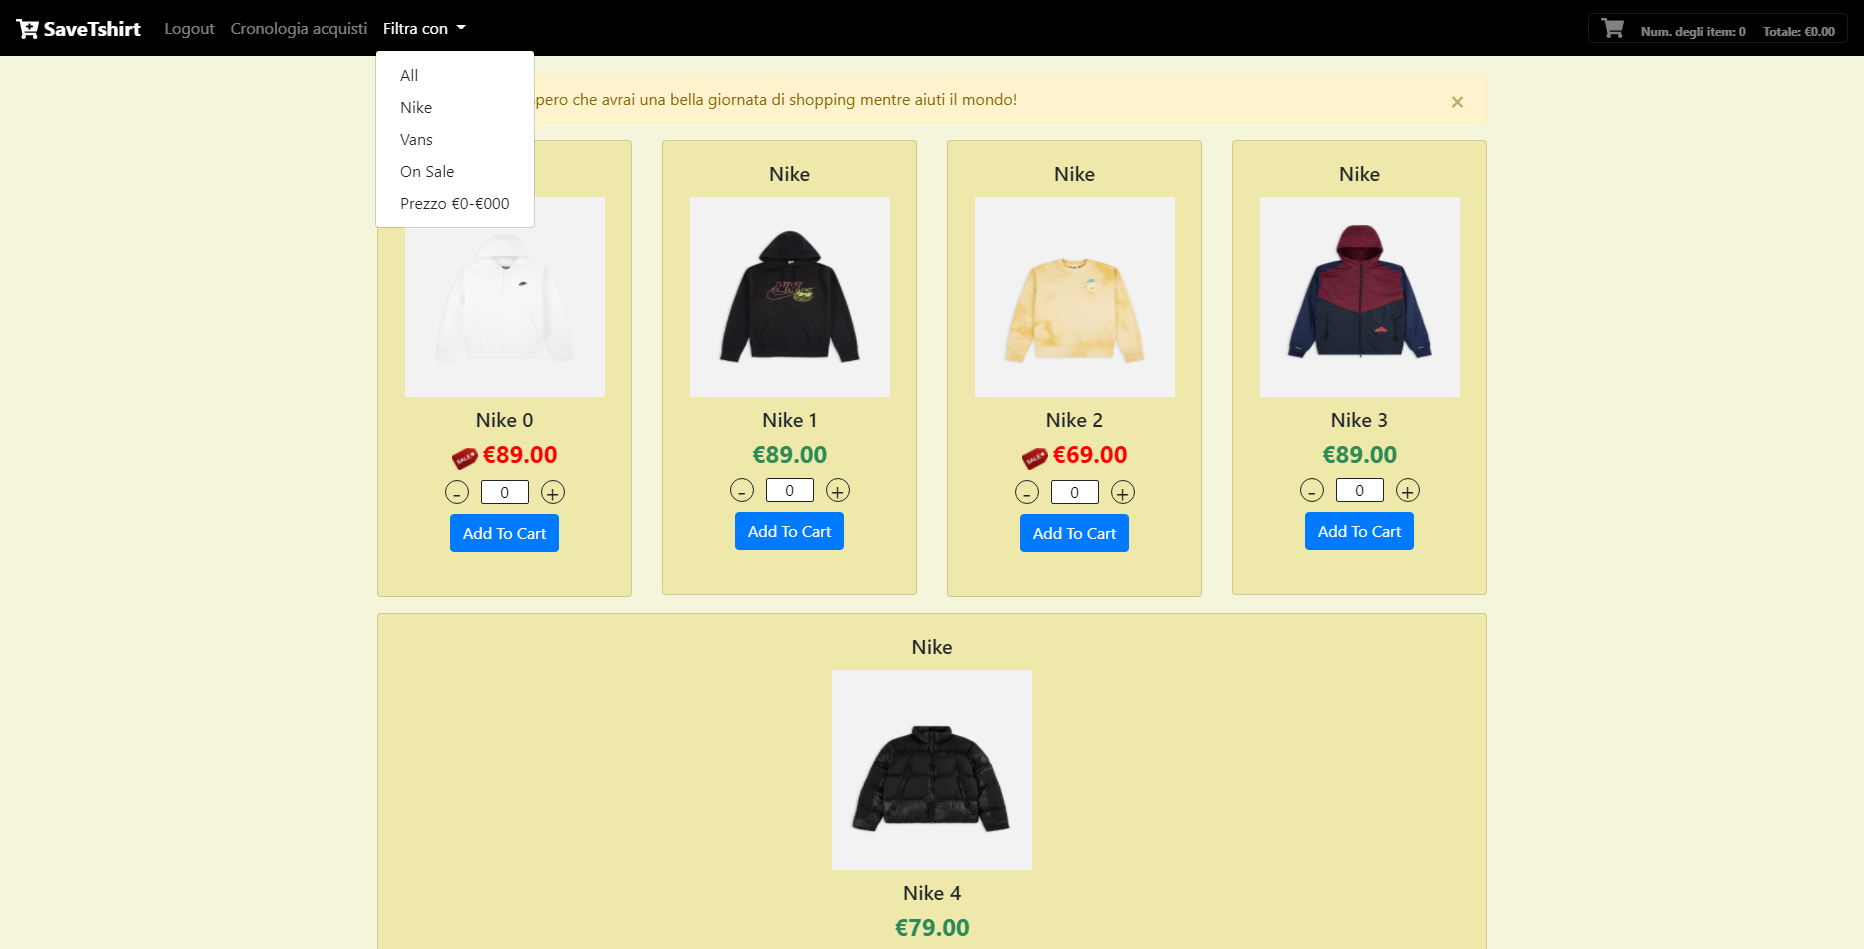 SaveTshirt Logout Cronologia acquisti Filtra con Num. degli item: 0 Totale: €0.00
All
Nike
Vans
On Sale
Prezzo €0-€000
pero che avrai una bella giornata di shopping mentre aiuti il mondo! ×
Nike Nike Nike
NIKE
Nike 0 Nike 1 Nike 2 Nike 3
SALE €89.00 €89.00 SALE €69.00 €89.00
- 0 + - 0 + - 0 + - 0 +
Add To Cart Add To Cart Add To Cart Add To Cart
Nike
Nike 4
€79.00